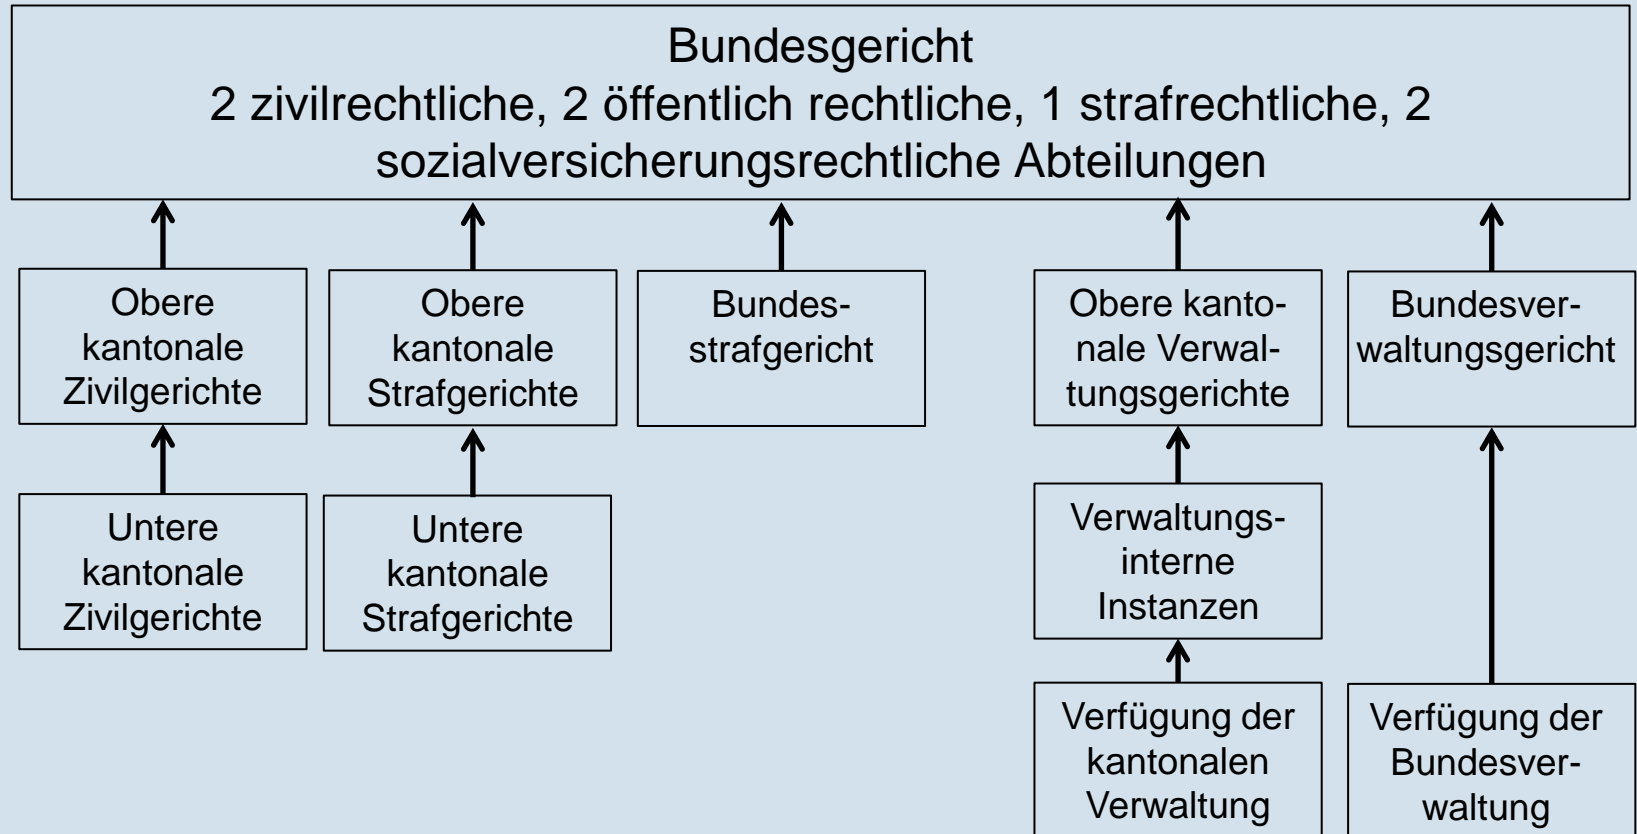 Bundesgericht
2 zivilrechtliche, 2 öffentlich rechtliche, 1 strafrechtliche, 2
sozialversicherungsrechtliche Abteilungen
Obere
kantonale
Zivilgerichte
Obere
kantonale
Strafgerichte
Bundes-
strafgericht
Obere kanto-
nale Verwal-
tungsgerichte
Bundesver-
waltungsgericht
Untere
kantonale
Zivilgerichte
Untere
kantonale
Strafgerichte
Verwaltungs-
interne
Instanzen
Verfügung der
kantonalen
Verwaltung
Verfügung der
Bundesver-
waltung